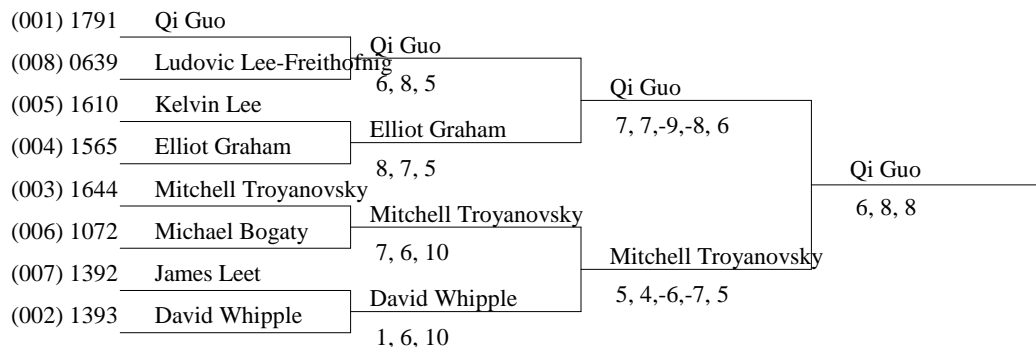 (001) 1791 Qi Guo
(008) 0639 Ludovic Lee-Freithofnig
(005) 1610 Kelvin Lee
(004) 1565 Elliot Graham
(003) 1644 Mitchell Troyanovsky
(006) 1072 Michael Bogaty
(007) 1392 James Leet
(002) 1393 David Whipple
Qi Guo
6, 8, 5
Elliot Graham
8, 7, 5
Mitchell Troyanovsky
7, 6, 10
David Whipple
1, 6, 10
Qi Guo
7, 7,-9,-8, 6
Mitchell Troyanovsky
5, 4,-6,-7, 5
Qi Guo
6, 8, 8